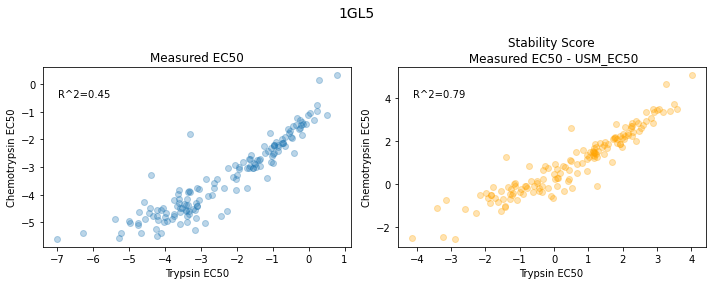 1GL5
Measured EC50
R^2=0.45
0
−1
−2
−3
−4
−5
−7 −6 −5 −4 −3 −2 −1 0 1
Chemotrypsin EC50
Trypsin EC50
Stability Score
Measured EC50 - USM_EC50
R^2=0.79
4
2
0
−2
−4 −3 −2 −1 0 1 2 3 4
Chemotrypsin EC50
Trypsin EC50